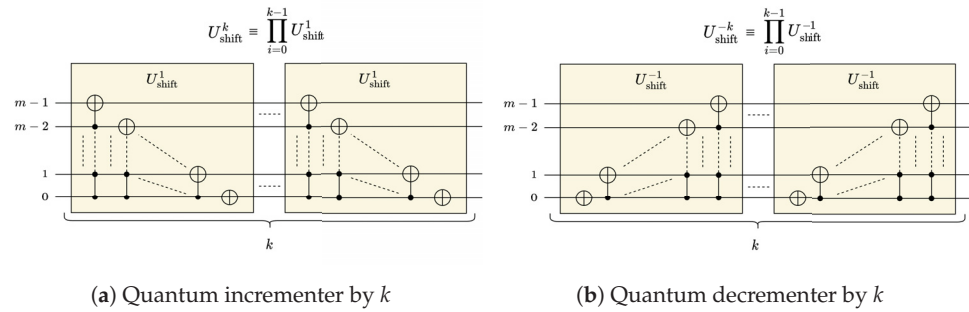 U^k_shift ≡ ∏_{i=0}^{k-1} U^1_shift
U^1_shift
U^1_shift
m − 1
m − 2
1
0
k
(a) Quantum incrementer by k
U^{-k}_shift ≡ ∏_{i=0}^{k-1} U^{-1}_shift
U^{-1}_shift
U^{-1}_shift
m − 1
m − 2
1
0
k
(b) Quantum decrementer by k